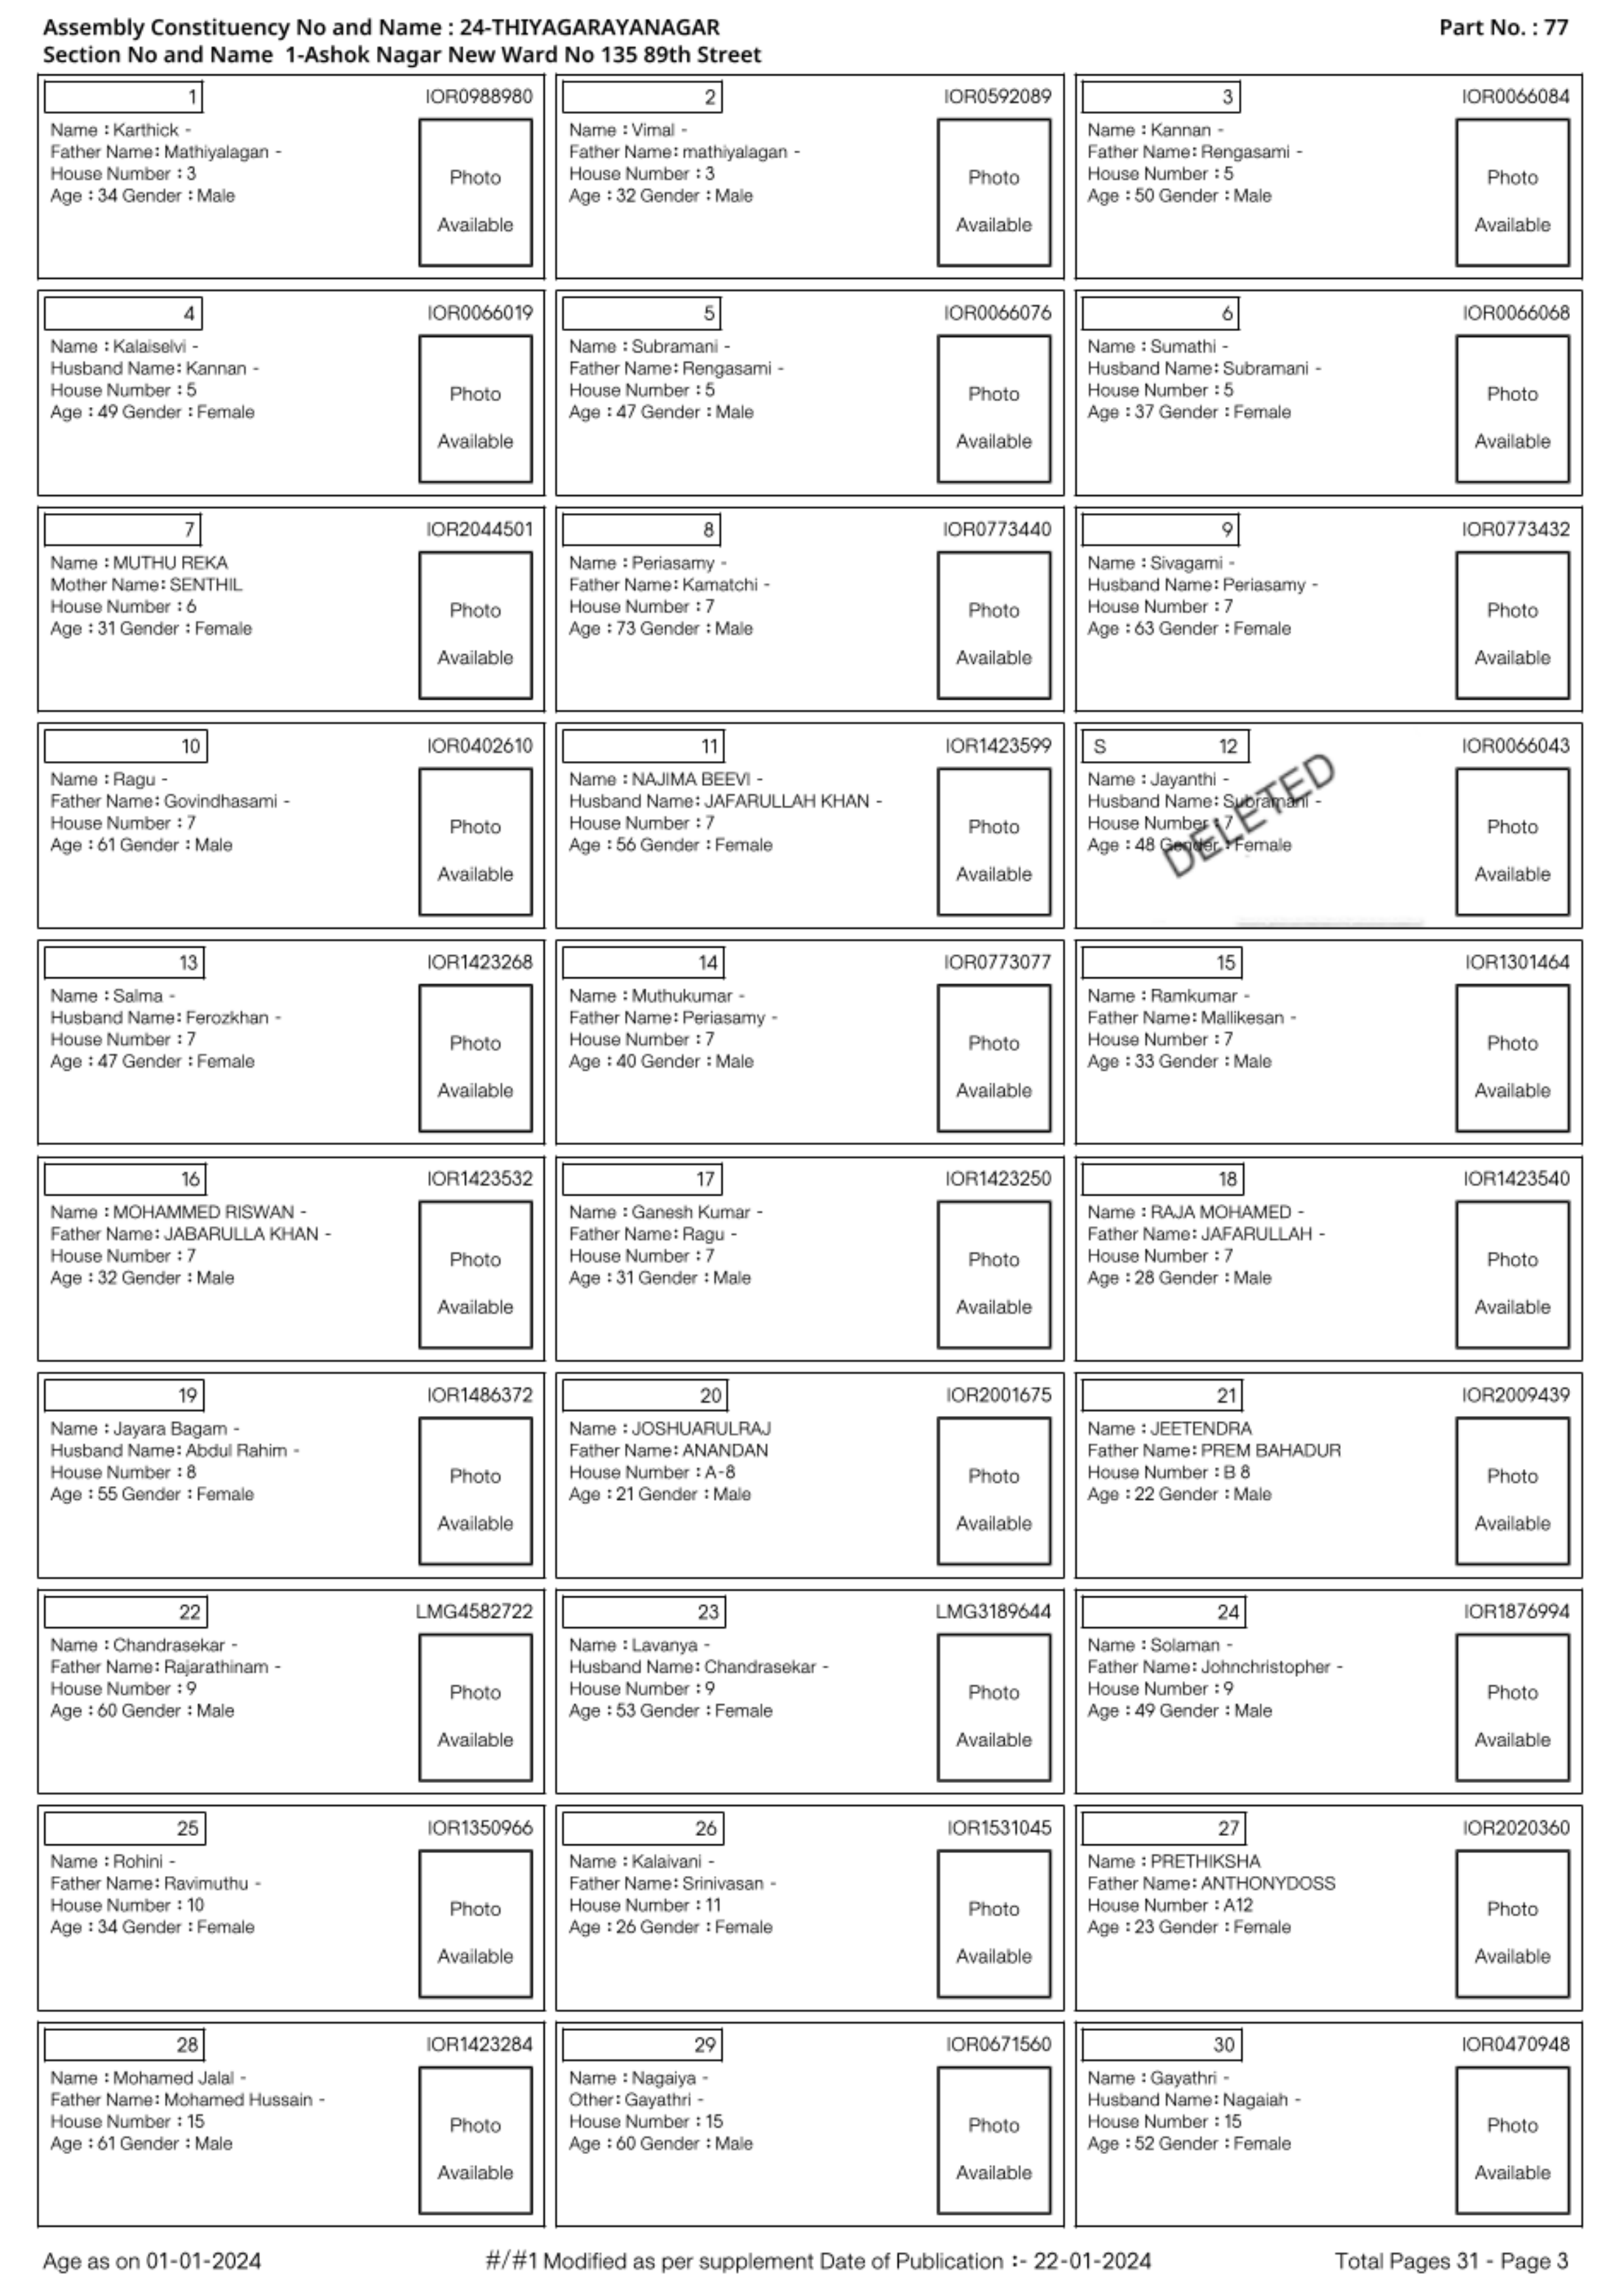 Assembly Constituency No and Name : 24-THIYAGARAYANAGAR
Part No. : 77
Section No and Name 1-Ashok Nagar New Ward No 135 89th Street
1
IOR0988980
Name : Karthick -
Father Name: Mathiyalagan -
House Number : 3
Age : 34 Gender : Male
Photo
Available
2
IOR0592089
Name : Vimal -
Father Name: mathiyalagan -
House Number : 3
Age : 32 Gender : Male
Photo
Available
3
IOR0066084
Name : Kannan -
Father Name: Rengasami -
House Number : 5
Age : 50 Gender : Male
Photo
Available
4
IOR0066019
Name : Kalaiselvi -
Husband Name: Kannan -
House Number : 5
Age : 49 Gender : Female
Photo
Available
5
IOR0066076
Name : Subramani -
Father Name: Rengasami -
House Number : 5
Age : 47 Gender : Male
Photo
Available
6
IOR0066068
Name : Sumathi -
Husband Name: Subramani -
House Number : 5
Age : 37 Gender : Female
Photo
Available
7
IOR2044501
Name : MUTHU REKA
Mother Name: SENTHIL
House Number : 6
Age : 31 Gender : Female
Photo
Available
8
IOR0773440
Name : Periasamy -
Father Name: Kamatchi -
House Number : 7
Age : 73 Gender : Male
Photo
Available
9
IOR0773432
Name : Sivagami -
Husband Name: Periasamy -
House Number : 7
Age : 63 Gender : Female
Photo
Available
10
IOR0402610
Name : Ragu -
Father Name: Govindhasami -
House Number : 7
Age : 61 Gender : Male
Photo
Available
11
IOR1423599
Name : NAJIMA BEEVI -
Husband Name: JAFARULLAH KHAN -
House Number : 7
Age : 56 Gender : Female
Photo
Available
S 12
IOR0066043
Name : Jayanthi -
Husband Name: Subramani -
House Number : 7
Age : 48 Gender : Female
DELETED
Photo
Available
13
IOR1423268
Name : Salma -
Husband Name: Ferozkhan -
House Number : 7
Age : 47 Gender : Female
Photo
Available
14
IOR0773077
Name : Muthukumar -
Father Name: Periasamy -
House Number : 7
Age : 40 Gender : Male
Photo
Available
15
IOR1301464
Name : Ramkumar -
Father Name: Mallikesan -
House Number : 7
Age : 33 Gender : Male
Photo
Available
16
IOR1423532
Name : MOHAMMED RISWAN -
Father Name: JABARULLA KHAN -
House Number : 7
Age : 32 Gender : Male
Photo
Available
17
IOR1423250
Name : Ganesh Kumar -
Father Name: Ragu -
House Number : 7
Age : 31 Gender : Male
Photo
Available
18
IOR1423540
Name : RAJA MOHAMED -
Father Name: JAFARULLAH -
House Number : 7
Age : 28 Gender : Male
Photo
Available
19
IOR1486372
Name : Jayara Bagam -
Husband Name: Abdul Rahim -
House Number : 8
Age : 55 Gender : Female
Photo
Available
20
IOR2001675
Name : JOSHUARULRAJ
Father Name: ANANDAN
House Number : A-8
Age : 21 Gender : Male
Photo
Available
21
IOR2009439
Name : JEETENDRA
Father Name: PREM BAHADUR
House Number : B 8
Age : 22 Gender : Male
Photo
Available
22
LMG4582722
Name : Chandrasekar -
Father Name: Rajarathinam -
House Number : 9
Age : 60 Gender : Male
Photo
Available
23
LMG3189644
Name : Lavanya -
Husband Name: Chandrasekar -
House Number : 9
Age : 53 Gender : Female
Photo
Available
24
IOR1876994
Name : Solaman -
Father Name: Johnchristopher -
House Number : 9
Age : 49 Gender : Male
Photo
Available
25
IOR1350966
Name : Rohini -
Father Name: Ravimuthu -
House Number : 10
Age : 34 Gender : Female
Photo
Available
26
IOR1531045
Name : Kalaivani -
Father Name: Srinivasan -
House Number : 11
Age : 26 Gender : Female
Photo
Available
27
IOR2020360
Name : PRETHIKSHA
Father Name: ANTHONYDOSS
House Number : A12
Age : 23 Gender : Female
Photo
Available
28
IOR1423284
Name : Mohamed Jalal -
Father Name: Mohamed Hussain -
House Number : 15
Age : 61 Gender : Male
Photo
Available
29
IOR0671560
Name : Nagaiya -
Other: Gayathri -
House Number : 15
Age : 60 Gender : Male
Photo
Available
30
IOR0470948
Name : Gayathri -
Husband Name: Nagaiah -
House Number : 15
Age : 52 Gender : Female
Photo
Available
Age as on 01-01-2024
#/#1 Modified as per supplement Date of Publication :- 22-01-2024
Total Pages 31 - Page 3